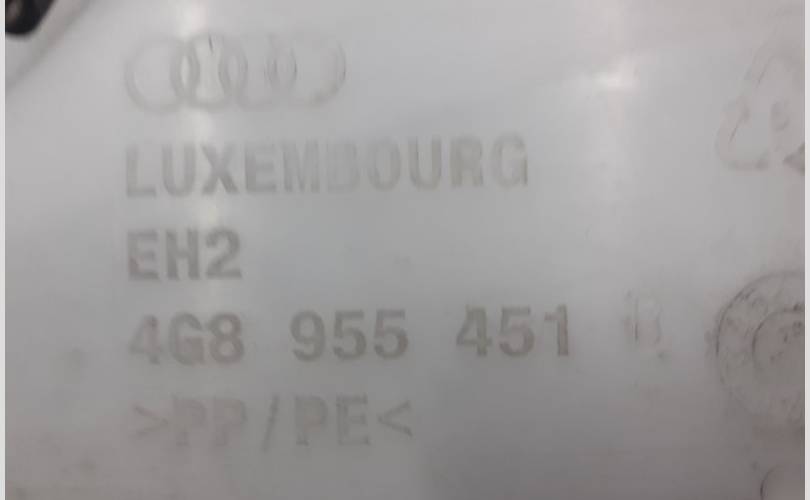 LUXEMBOURG
EH2
4G8 955 451 B
>PP/PE<